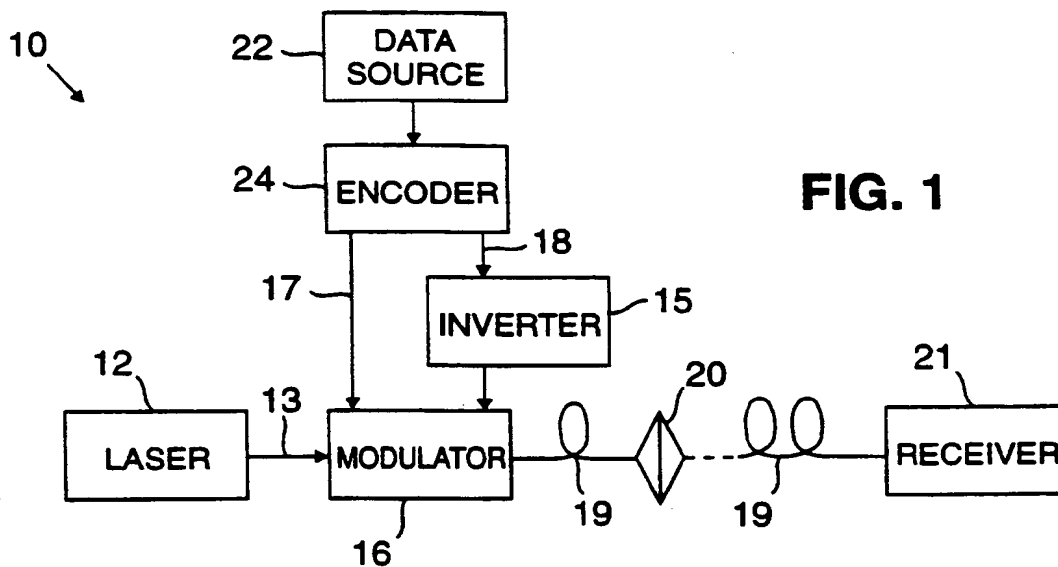 10
22
DATA
SOURCE
24
ENCODER
FIG. 1
17
18
INVERTER
15
12
LASER
13
MODULATOR
16
19
20
19
21
RECEIVER